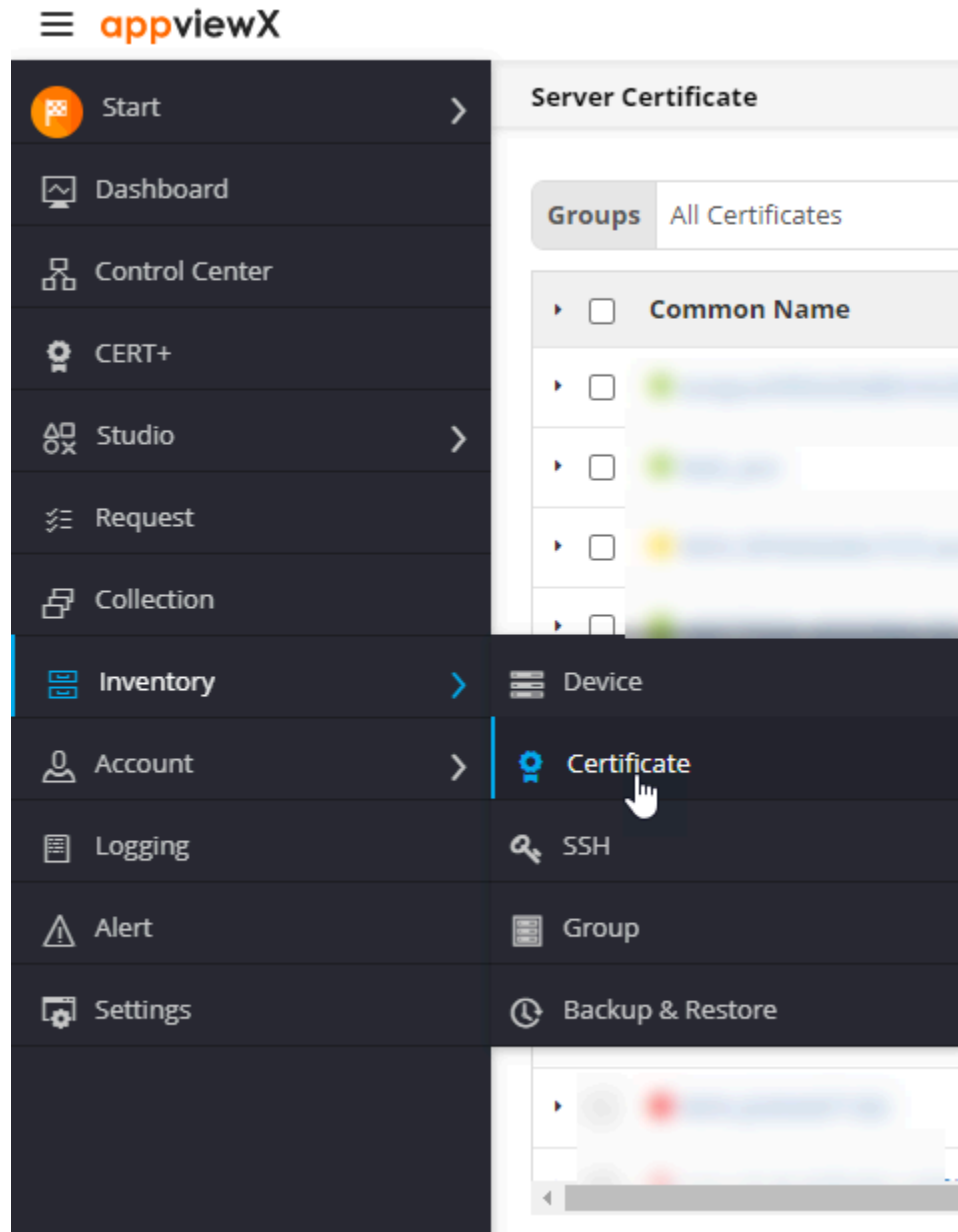 appviewX
Start
Dashboard
Control Center
CERT+
Studio
Request
Collection
Inventory
Account
Logging
Alert
Settings
Server Certificate
Groups All Certificates
Common Name
Device
Certificate
SSH
Group
Backup & Restore